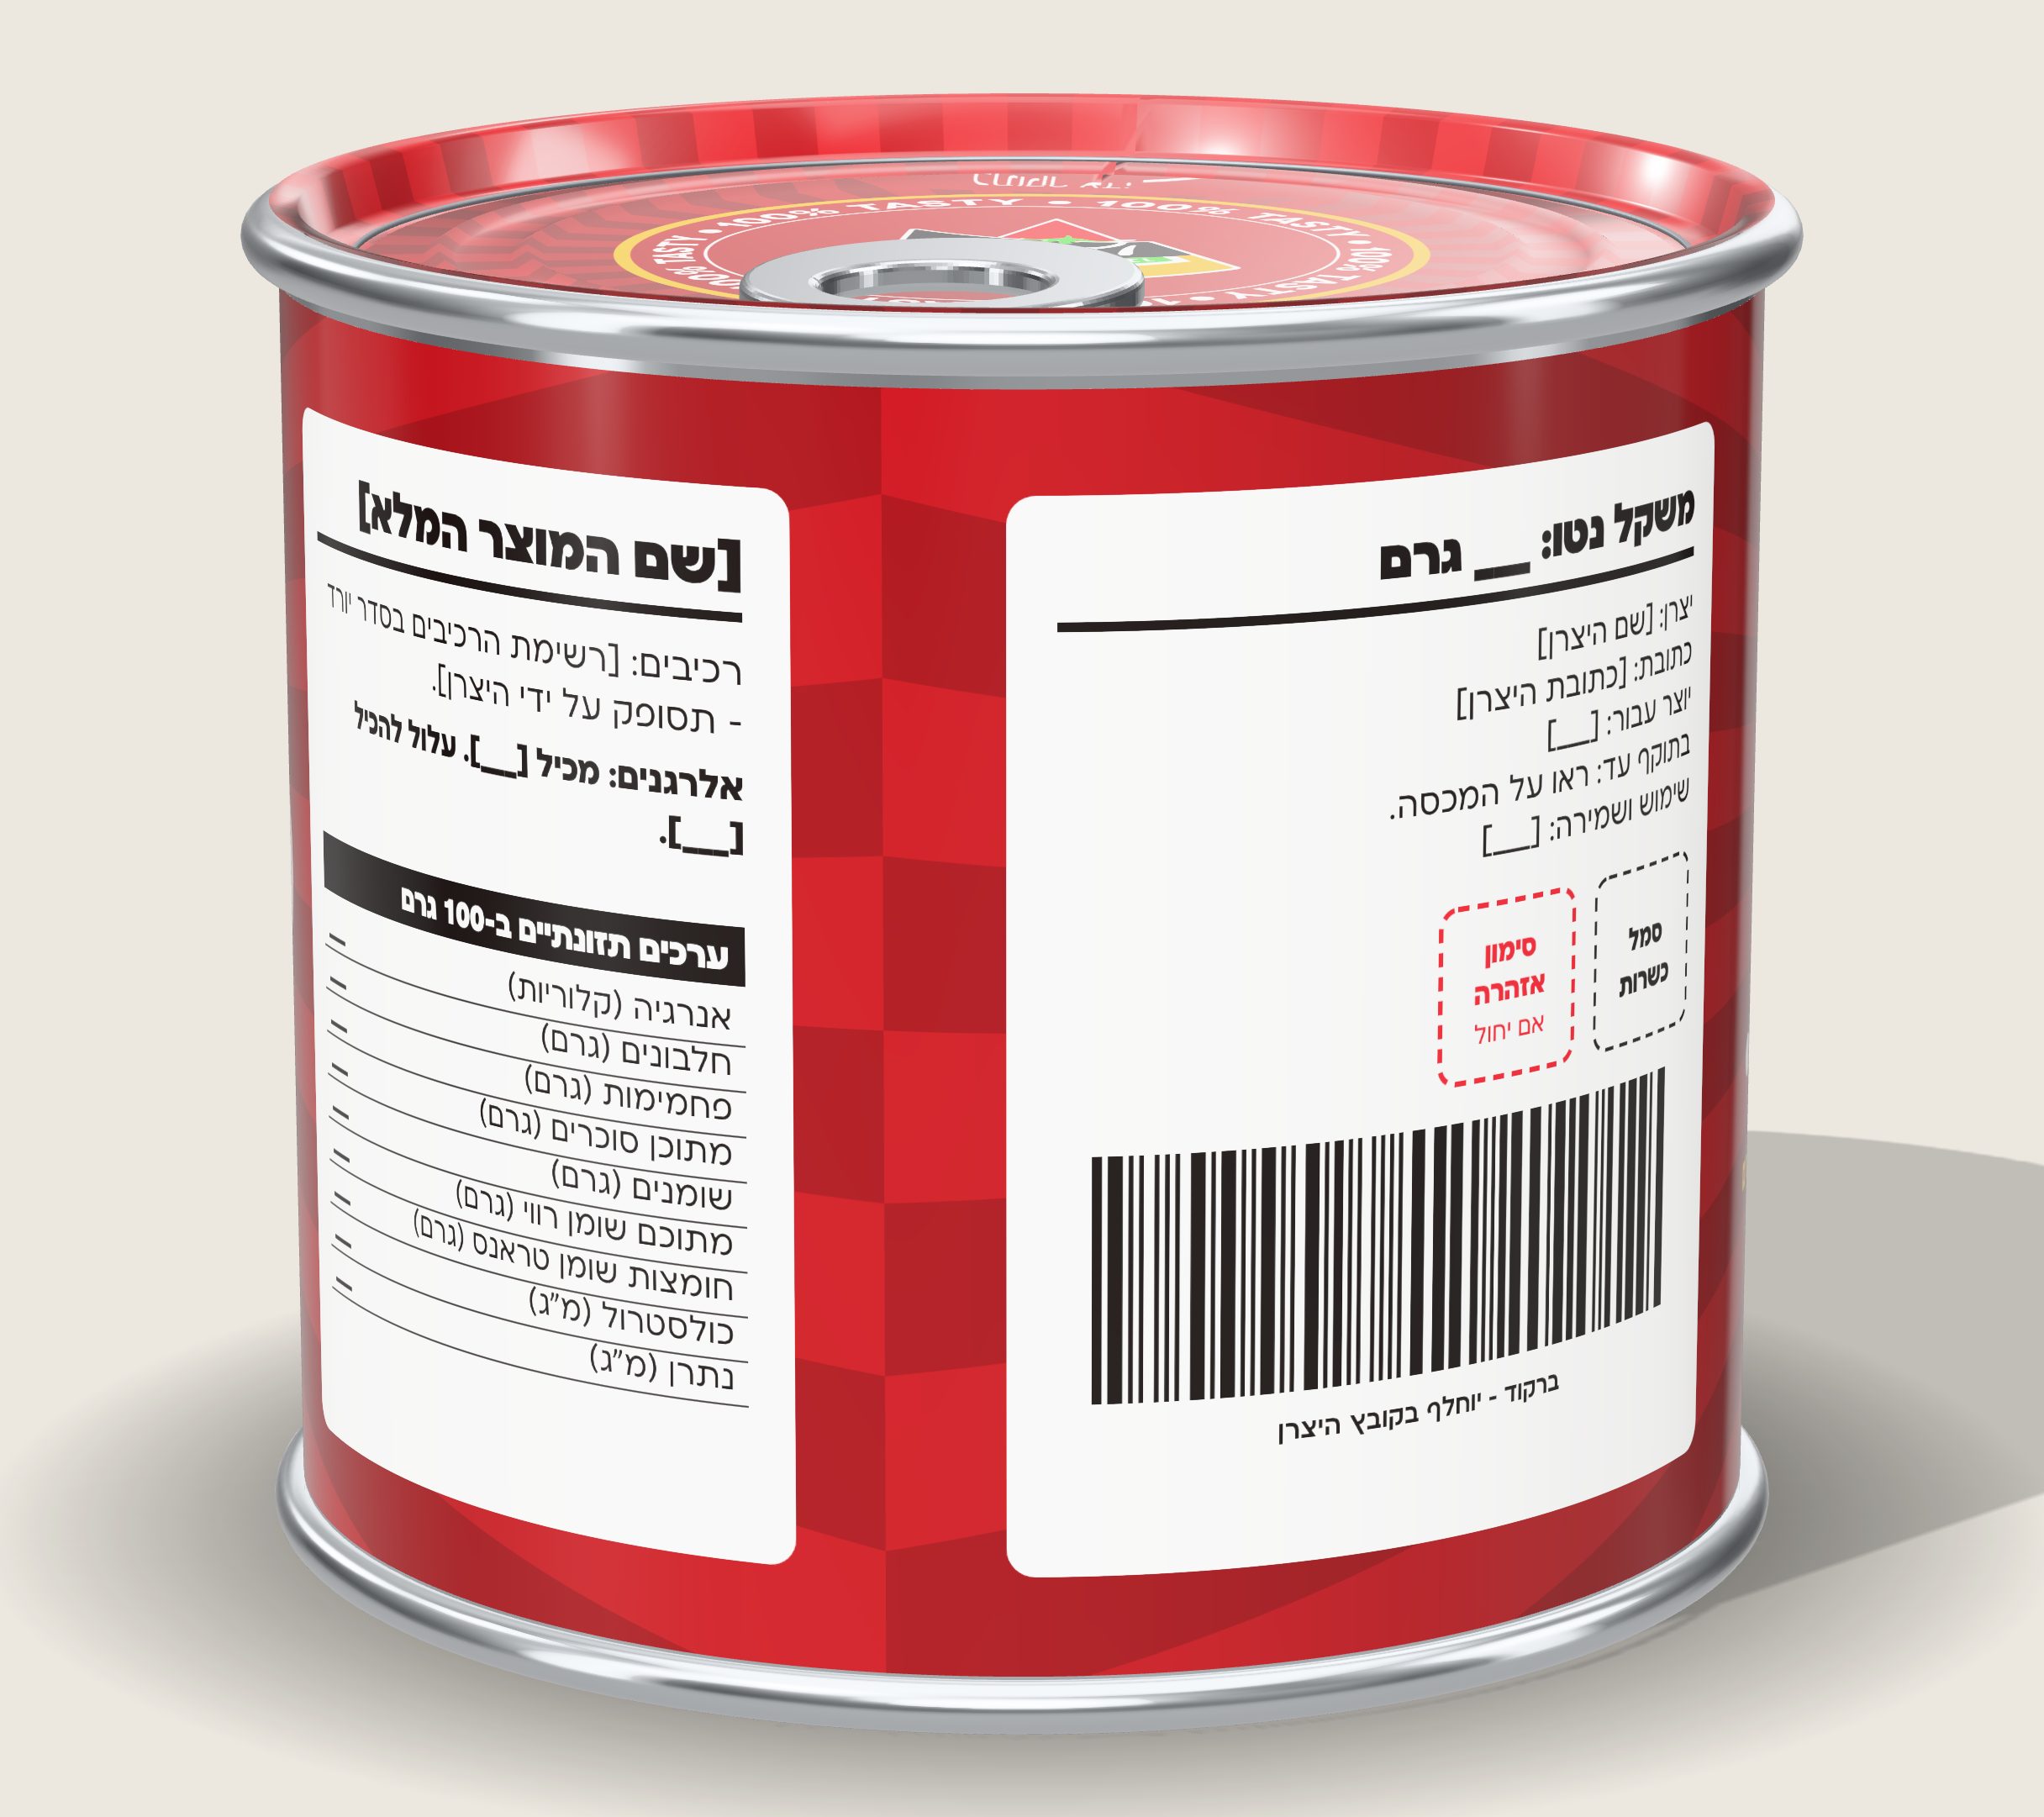 100% TASTY • 100% TASTY • 100% TASTY
[שם המוצר המלא]
רכיבים: [רשימת הרכיבים בסדר יורד
- תסופק על ידי היצרן].
אלרגנים: מכיל [__]. עלול להכיל
[__].
ערכים תזונתיים ב-100 גרם
אנרגיה (קלוריות) –
חלבונים (גרם) –
פחמימות (גרם) –
מתוכן סוכרים (גרם) –
שומנים (גרם) –
מתוכם שומן רווי (גרם) –
חומצות שומן טראנס (גרם) –
כולסטרול (מ"ג) –
נתרן (מ"ג) –
משקל נטו: __ גרם
יצרן: [שם היצרן]
כתובת: [כתובת היצרן]
יוצר עבור: [__]
בתוקף עד: ראו על המכסה.
שימוש ושמירה: [__]
סמל
כשרות
סימון
אזהרה
אם יחול
ברקוד - יוחלף בקובץ היצרן